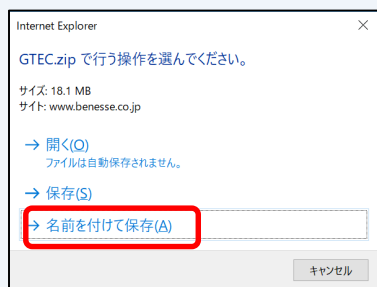 Internet Explorer
GTEC.zip で行う操作を選んでください。
サイズ: 18.1 MB
サイト: www.benesse.co.jp
→ 開く(O)
ファイルは自動保存されません。
→ 保存(S)
→ 名前を付けて保存(A)
キャンセル